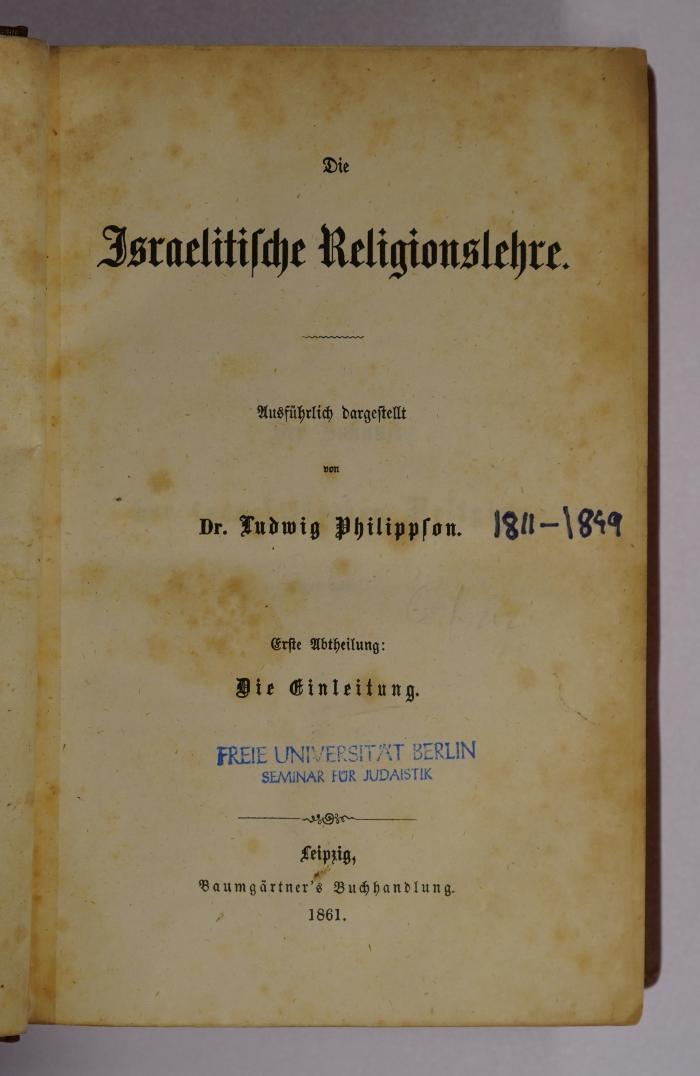 Die
Israelitische Religionslehre.
Ausführlich dargestellt
von
Dr. Ludwig Philippson. 1811-1849
Erste Abtheilung:
Die Einleitung.
FREIE UNIVERSITÄT BERLIN
SEMINAR FÜR JUDAISTIK
Leipzig,
Baumgärtner's Buchhandlung.
1861.